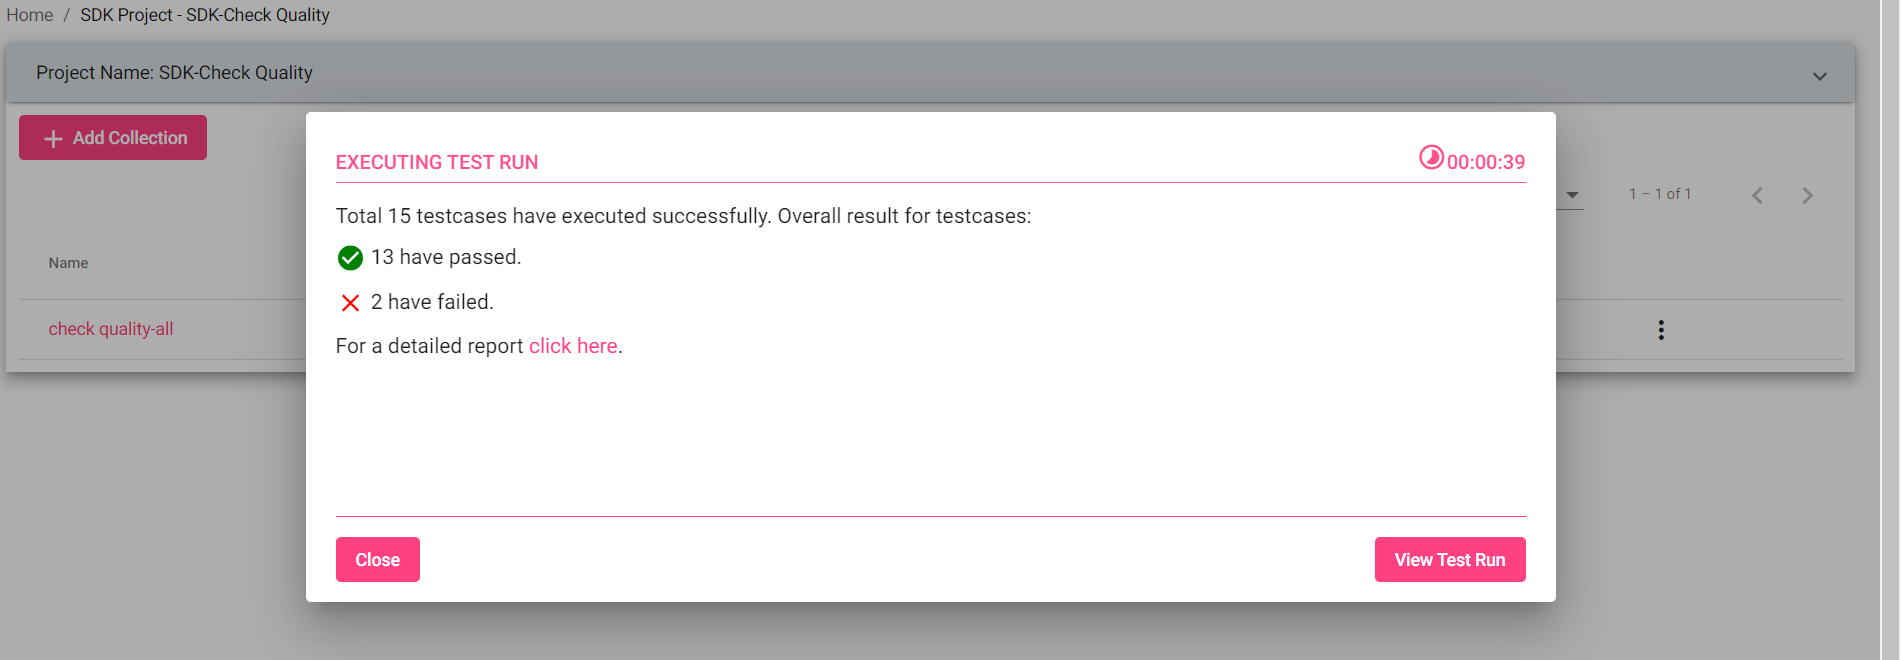 Home / SDK Project - SDK-Check Quality
Project Name: SDK-Check Quality
+ Add Collection
EXECUTING TEST RUN 00:00:39
Total 15 testcases have executed successfully. Overall result for testcases:
1 – 1 of 1
13 have passed.
Name
2 have failed.
check quality-all
For a detailed report click here.
Close
View Test Run